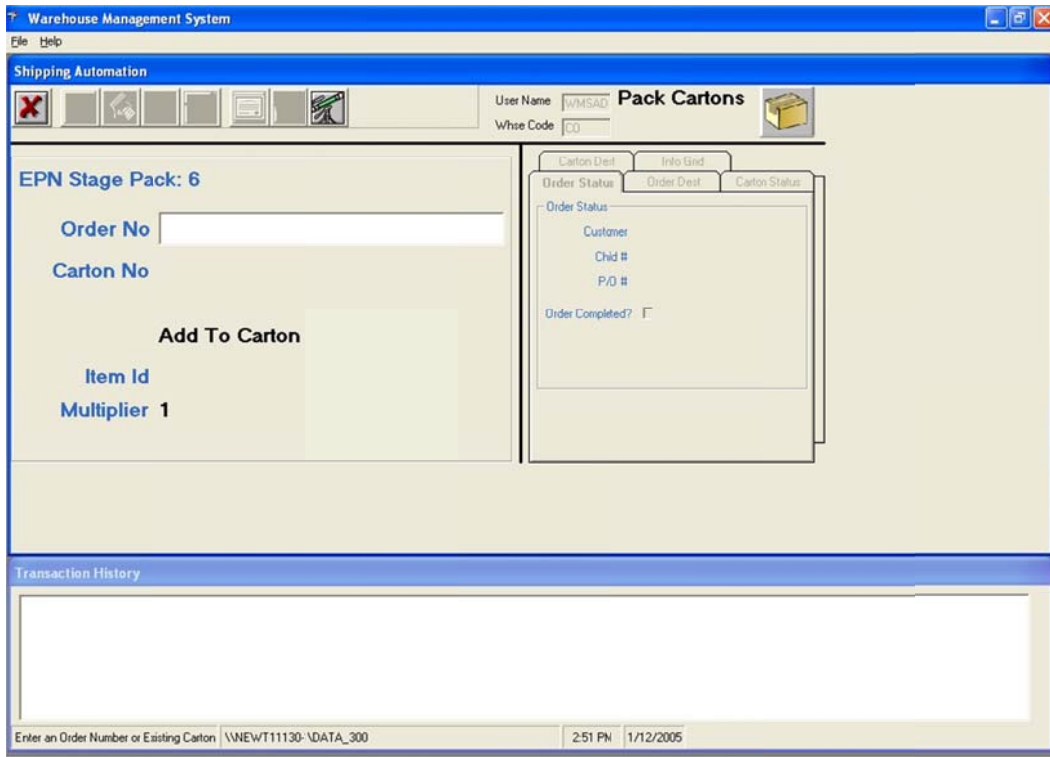 Warehouse Management System
File Help
Shipping Automation
User Name WMSAD
Whse Code CO
Pack Cartons
EPN Stage Pack: 6
Order No
Carton No
Add To Carton
Item Id
Multiplier 1
Carton Dest Info Grid
Order Status Order Dest Carton Status
Order Status
Customer
Chid #
P/O #
Order Completed?
Transaction History
Enter an Order Number or Existing Carton \\NEWT11130- \DATA_300 2:51 PM 1/12/2005